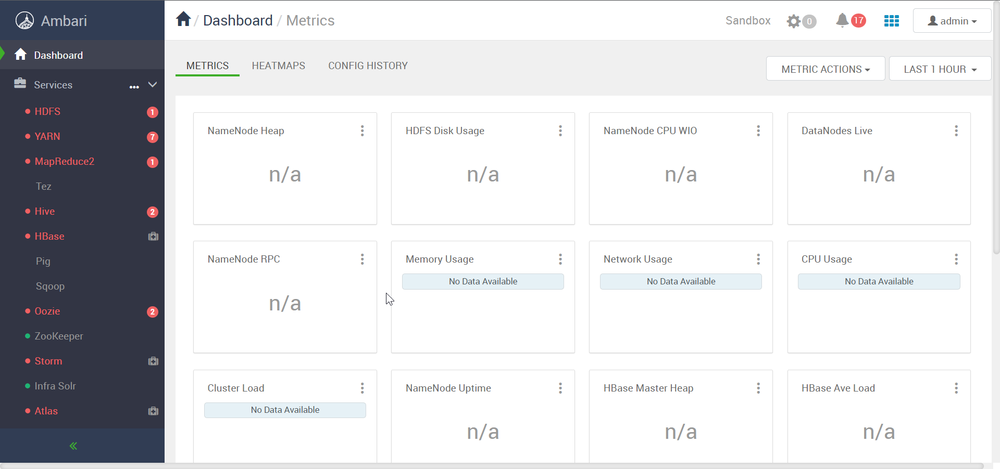 Ambari
Dashboard / Metrics
Sandbox
0
17
admin
Dashboard
Services
HDFS 1
YARN 7
MapReduce2 1
Tez
Hive 2
HBase
Pig
Sqoop
Oozie 2
ZooKeeper
Storm
Infra Solr
Atlas
METRICS HEATMAPS CONFIG HISTORY
METRIC ACTIONS LAST 1 HOUR
NameNode Heap
n/a
HDFS Disk Usage
n/a
NameNode CPU WIO
n/a
DataNodes Live
n/a
NameNode RPC
n/a
Memory Usage
No Data Available
Network Usage
No Data Available
CPU Usage
No Data Available
Cluster Load
No Data Available
NameNode Uptime
n/a
HBase Master Heap
n/a
HBase Ave Load
n/a